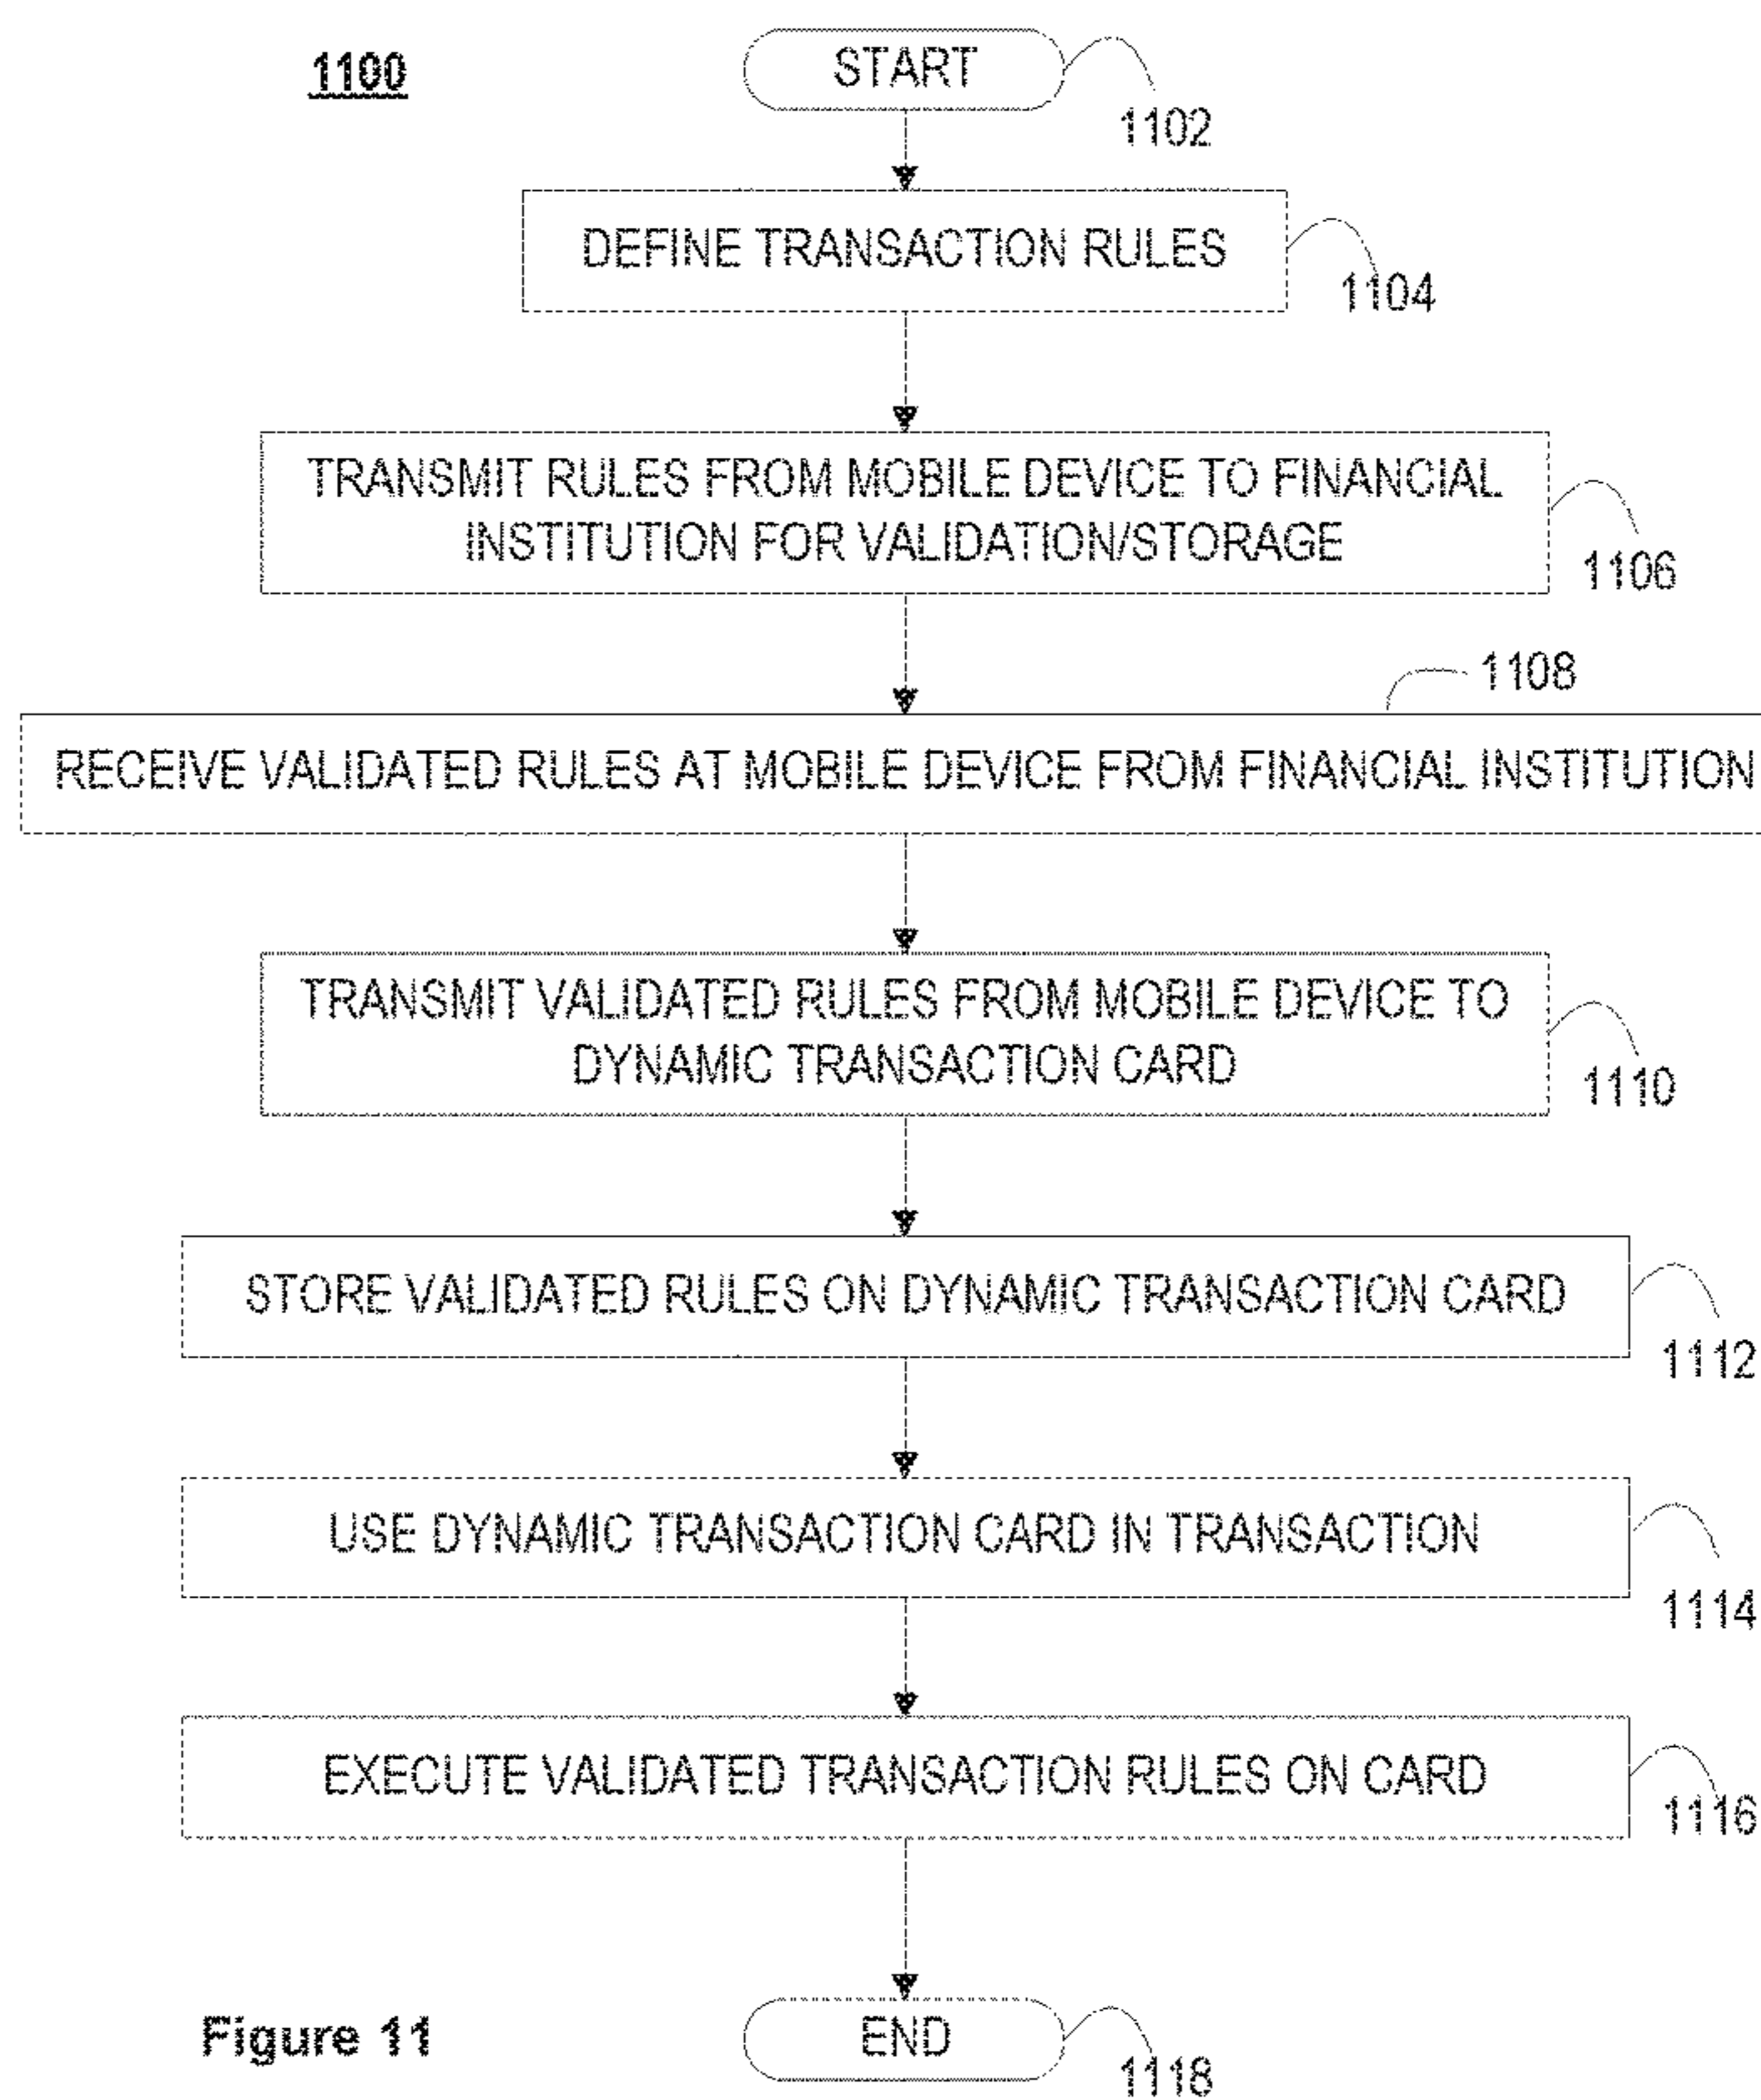 1100
START
1102
DEFINE TRANSACTION RULES
1104
TRANSMIT RULES FROM MOBILE DEVICE TO FINANCIAL
INSTITUTION FOR VALIDATION/STORAGE
1106
1108
RECEIVE VALIDATED RULES AT MOBILE DEVICE FROM FINANCIAL INSTITUTION
TRANSMIT VALIDATED RULES FROM MOBILE DEVICE TO
DYNAMIC TRANSACTION CARD
1110
STORE VALIDATED RULES ON DYNAMIC TRANSACTION CARD
1112
USE DYNAMIC TRANSACTION CARD IN TRANSACTION
1114
EXECUTE VALIDATED TRANSACTION RULES ON CARD
1116
Figure 11
END
1118